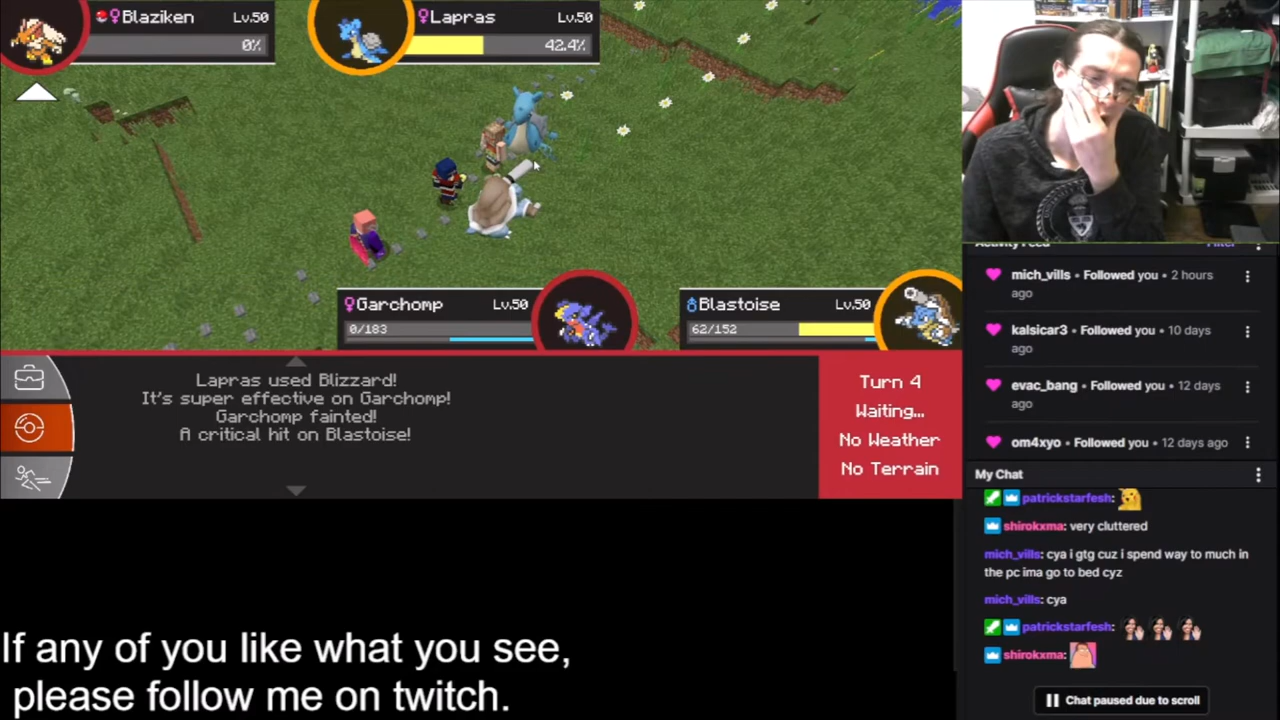 Blaziken Lv.50
0%
Lapras Lv.50
42.4%
Garchomp Lv.50
0/183
Blastoise Lv.50
62/152
Lapras used Blizzard!
It's super effective on Garchomp!
Garchomp fainted!
A critical hit on Blastoise!
Turn 4
Waiting...
No Weather
No Terrain
If any of you like what you see,
please follow me on twitch.
Activity Feed Filter
mich_vills • Followed you • 2 hours
ago
kalsicar3 • Followed you • 10 days
ago
evac_bang • Followed you • 12 days
ago
om4xyo • Followed you • 12 days ago
My Chat
patrickstarfesh:
shirokxma: very cluttered
mich_vills: cya i gtg cuz i spend way to much in
the pc ima go to bed cyz
mich_vills: cya
patrickstarfesh:
shirokxma:
Chat paused due to scroll